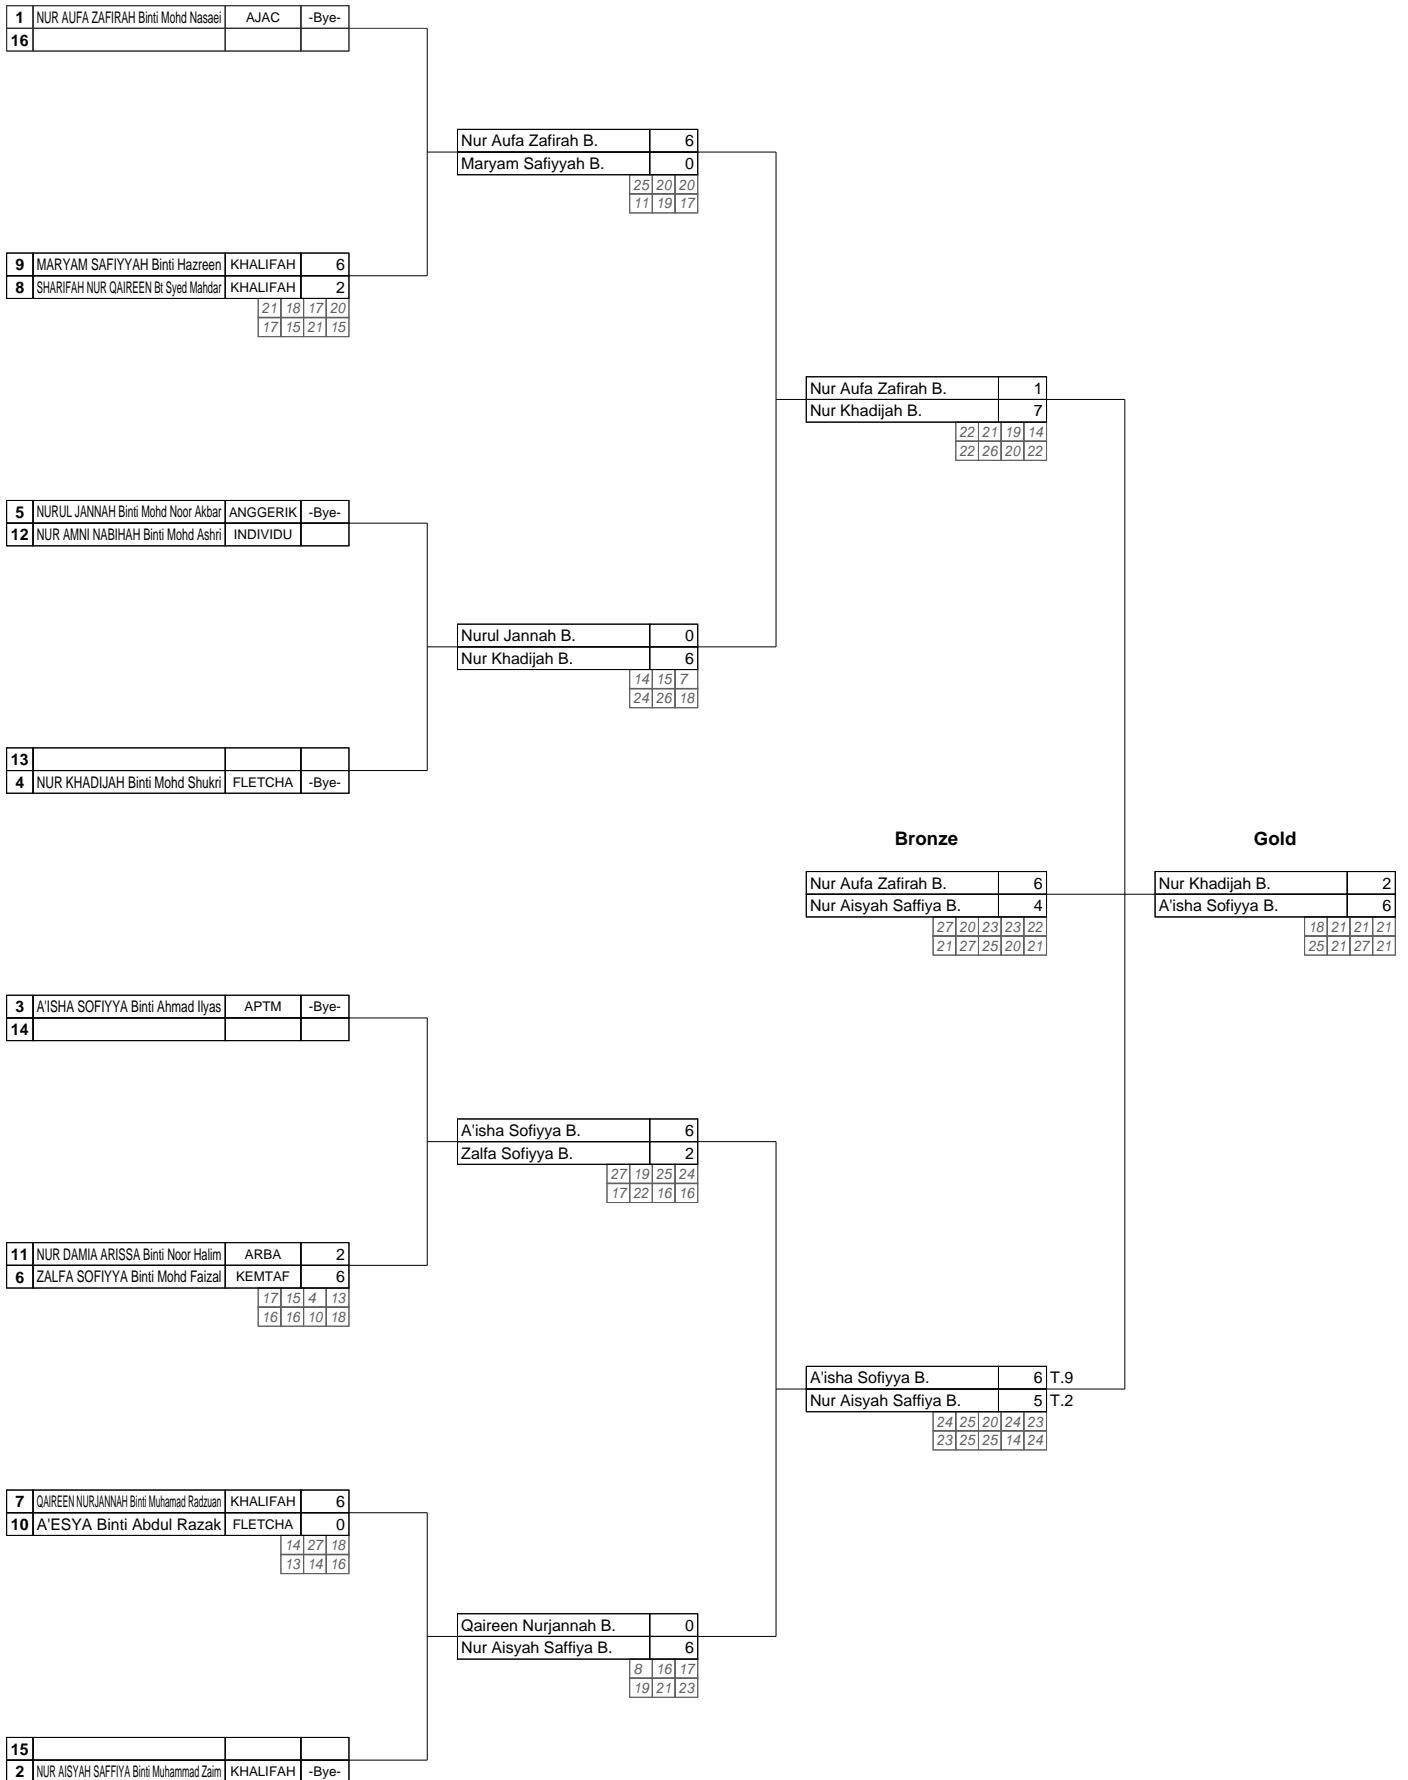 1 NUR AUFA ZAFIRAH Binti Mohd Nasaei AJAC -Bye-
16
Nur Aufa Zafirah B. 6
Maryam Safiyyah B. 0
25 20 20
11 19 17
9 MARYAM SAFIYYAH Binti Hazreen KHALIFAH 6
8 SHARIFAH NUR QAIREEN Bt Syed Mahdar KHALIFAH 2
21 18 17 20
17 15 21 15
Nur Aufa Zafirah B. 1
Nur Khadijah B. 7
22 21 19 14
22 26 20 22
5 NURUL JANNAH Binti Mohd Noor Akbar ANGGERIK -Bye-
12 NUR AMNI NABIHAH Binti Mohd Ashri INDIVIDU
Nurul Jannah B. 0
Nur Khadijah B. 6
14 15 7
24 26 18
13
4 NUR KHADIJAH Binti Mohd Shukri FLETCHA -Bye-
Bronze Gold
Nur Aufa Zafirah B. 6 Nur Khadijah B. 2
Nur Aisyah Saffiya B. 4 A'isha Sofiyya B. 6
27 20 23 23 22 18 21 21 21
21 27 25 20 21 25 21 27 21
3 A'ISHA SOFIYYA Binti Ahmad Ilyas APTM -Bye-
14
A'isha Sofiyya B. 6
Zalfa Sofiyya B. 2
27 19 25 24
17 22 16 16
11 NUR DAMIA ARISSA Binti Noor Halim ARBA 2
6 ZALFA SOFIYYA Binti Mohd Faizal KEMTAF 6
17 15 4 13
16 16 10 18
A'isha Sofiyya B. 6 T.9
Nur Aisyah Saffiya B. 5 T.2
24 25 20 24 23
23 25 25 14 24
7 QAIREEN NURJANNAH Binti Muhamad Radzuan KHALIFAH 6
10 A'ESYA Binti Abdul Razak FLETCHA 0
14 27 18
13 14 16
Qaireen Nurjannah B. 0
Nur Aisyah Saffiya B. 6
8 16 17
19 21 23
15
2 NUR AISYAH SAFFIYA Binti Muhammad Zaim KHALIFAH -Bye-